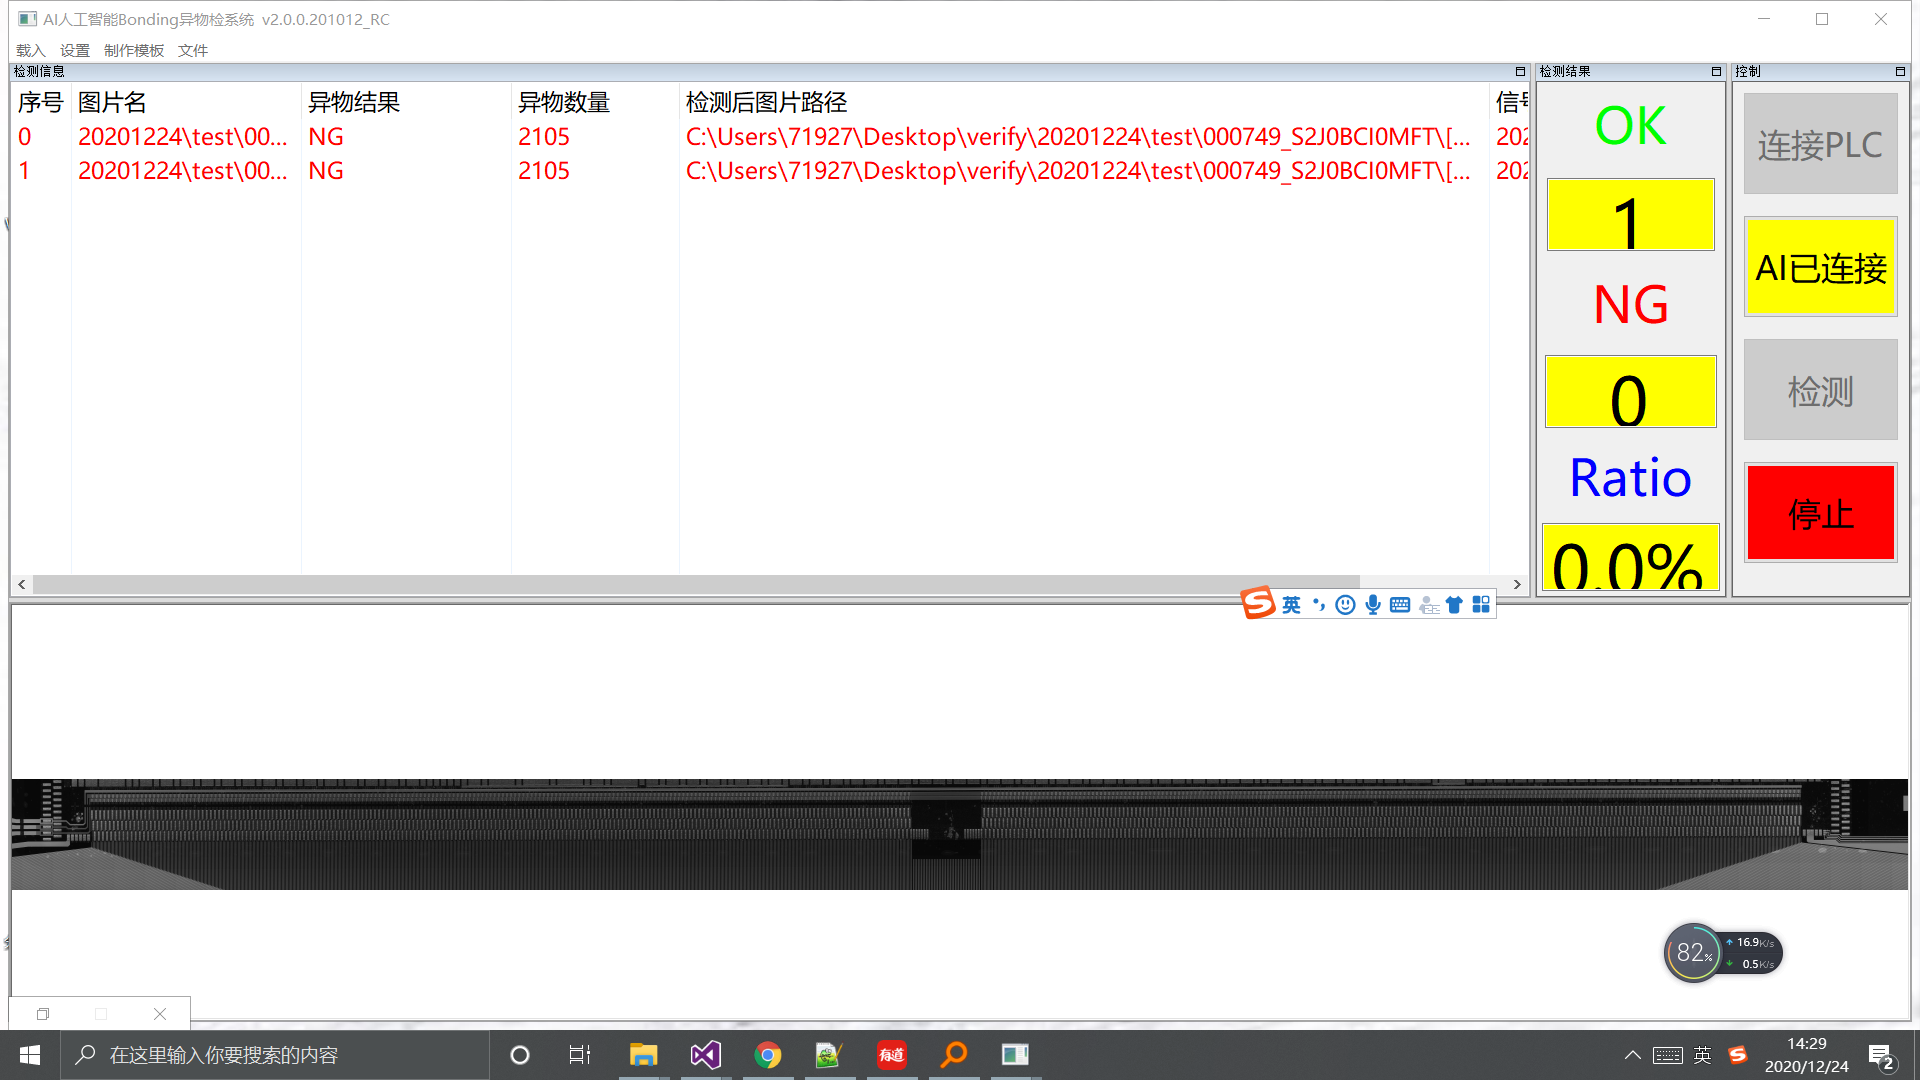 AI人工智能Bonding异物检系统 v2.0.0.201012_RC
载入 设置 制作模板 文件
检测信息
序号 图片名 异物结果 异物数量 检测后图片路径
0 20201224\test\00... NG 2105 C:\Users\71927\Desktop\verify\20201224\test\000749_S2J0BCI0MFT\[... 202
1 20201224\test\00... NG 2105 C:\Users\71927\Desktop\verify\20201224\test\000749_S2J0BCI0MFT\[... 202
检测结果
OK
1
NG
0
Ratio
0.0%
控制
连接PLC
AI已连接
检测
停止
S 英
82%
16.9K/s
0.5K/s
在这里输入你要搜索的内容
有道
英
S
14:29
2020/12/24
2